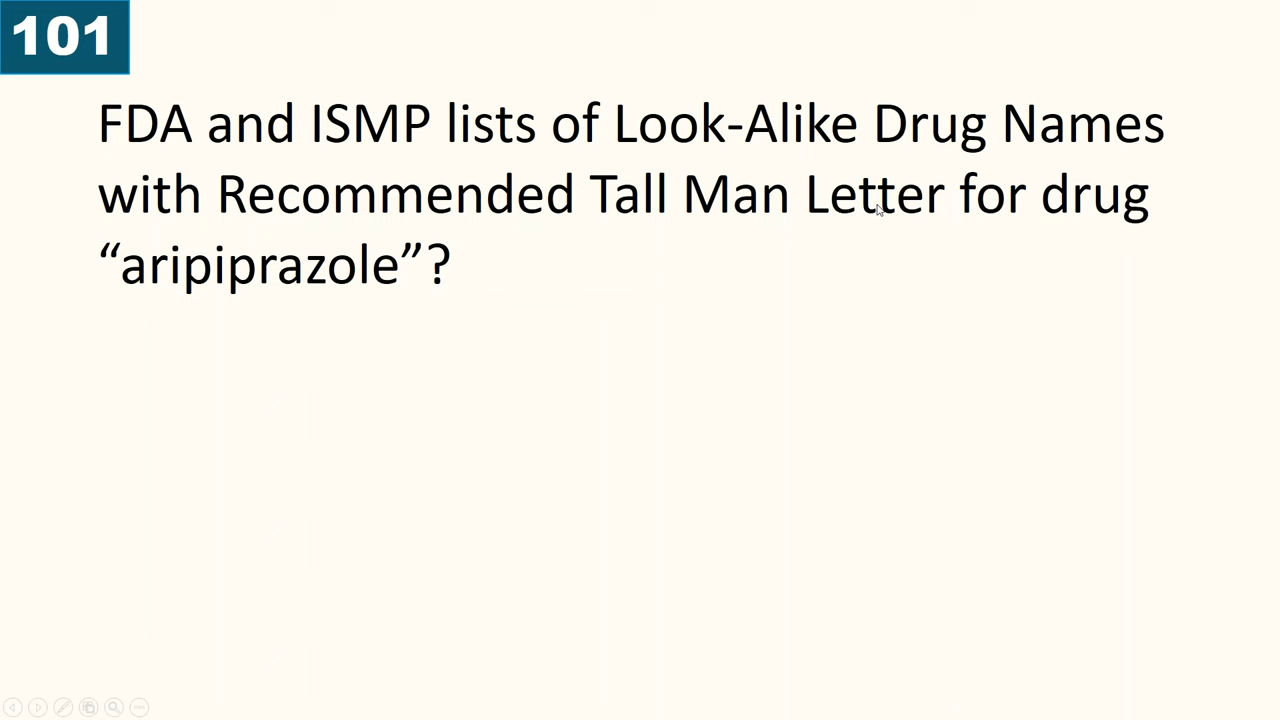 101
FDA and ISMP lists of Look-Alike Drug Names
with Recommended Tall Man Letter for drug
“aripiprazole”?